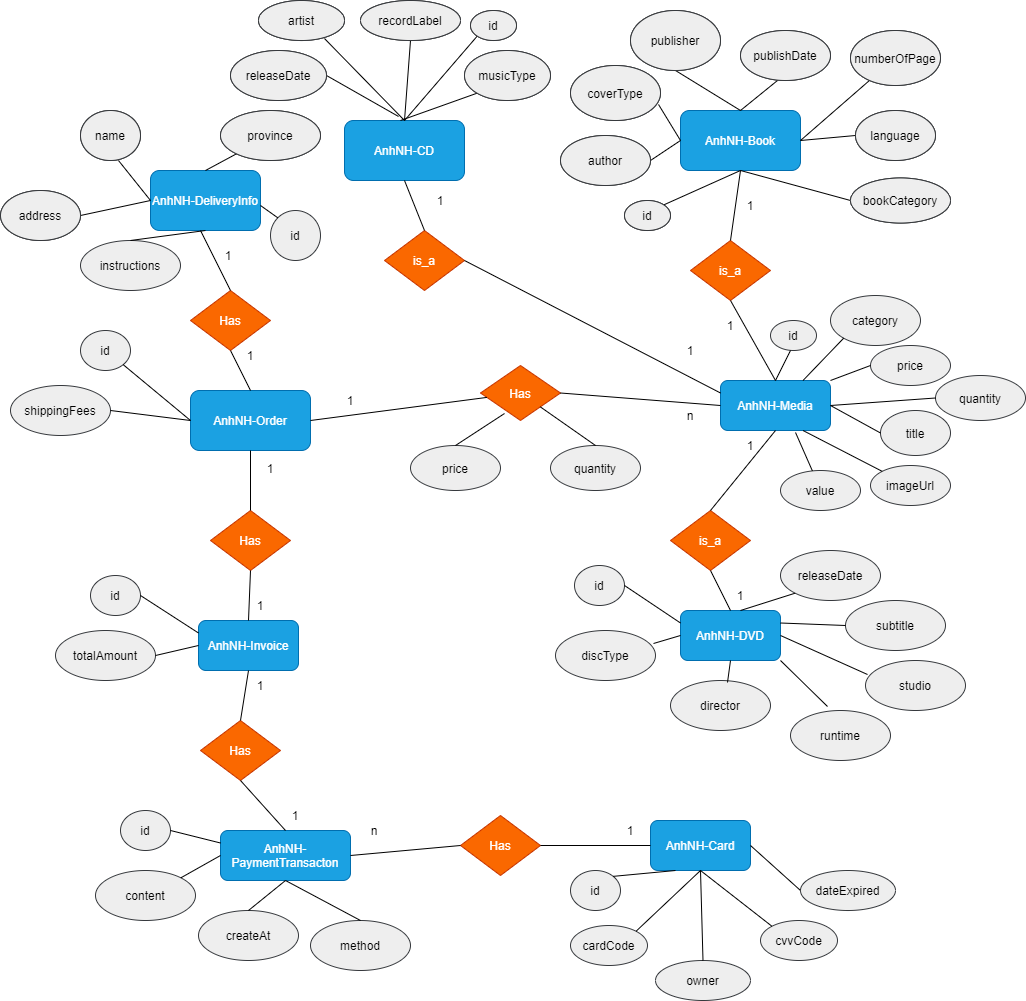 artist
recordLabel
id
releaseDate
musicType
AnhNH-CD
1
publisher
publishDate
numberOfPage
coverType
language
author
AnhNH-Book
id
bookCategory
1
name
province
address
AnhNH-DeliveryInfo
id
instructions
1
is_a
is_a
Has
1
1
1
id
category
price
quantity
title
imageUrl
value
AnhNH-Media
id
shippingFees
AnhNH-Order
1
Has
n
price
quantity
1
1
Has
is_a
1
1
id
releaseDate
subtitle
AnhNH-DVD
discType
studio
director
runtime
id
totalAmount
AnhNH-Invoice
1
Has
1
id
AnhNH-
PaymentTransacton
n
Has
1
AnhNH-Card
content
createAt
method
id
dateExpired
cardCode
cvvCode
owner